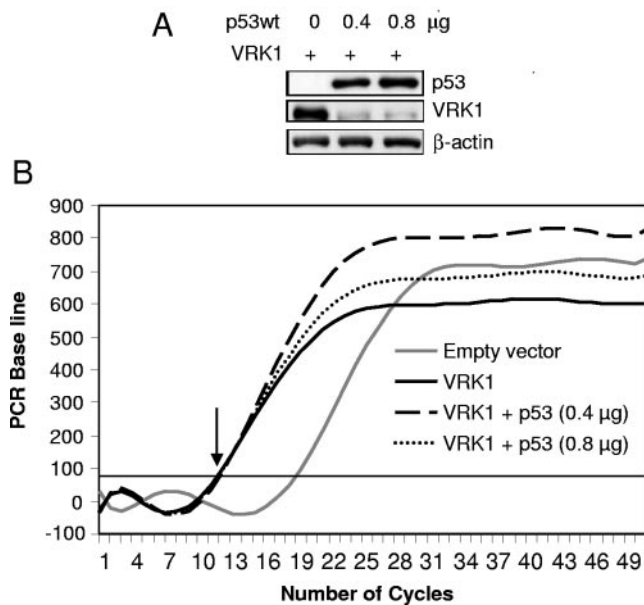 A
p53wt 0 0.4 0.8 μg
VRK1 + + +
p53
VRK1
β-actin
B
900
800
700
600
500
400
300
200
100
0
-100
PCR Base line
Empty vector
VRK1
VRK1 + p53 (0.4 μg)
VRK1 + p53 (0.8 μg)
1 4 7 10 13 16 19 22 25 28 31 34 37 40 43 46 49
Number of Cycles